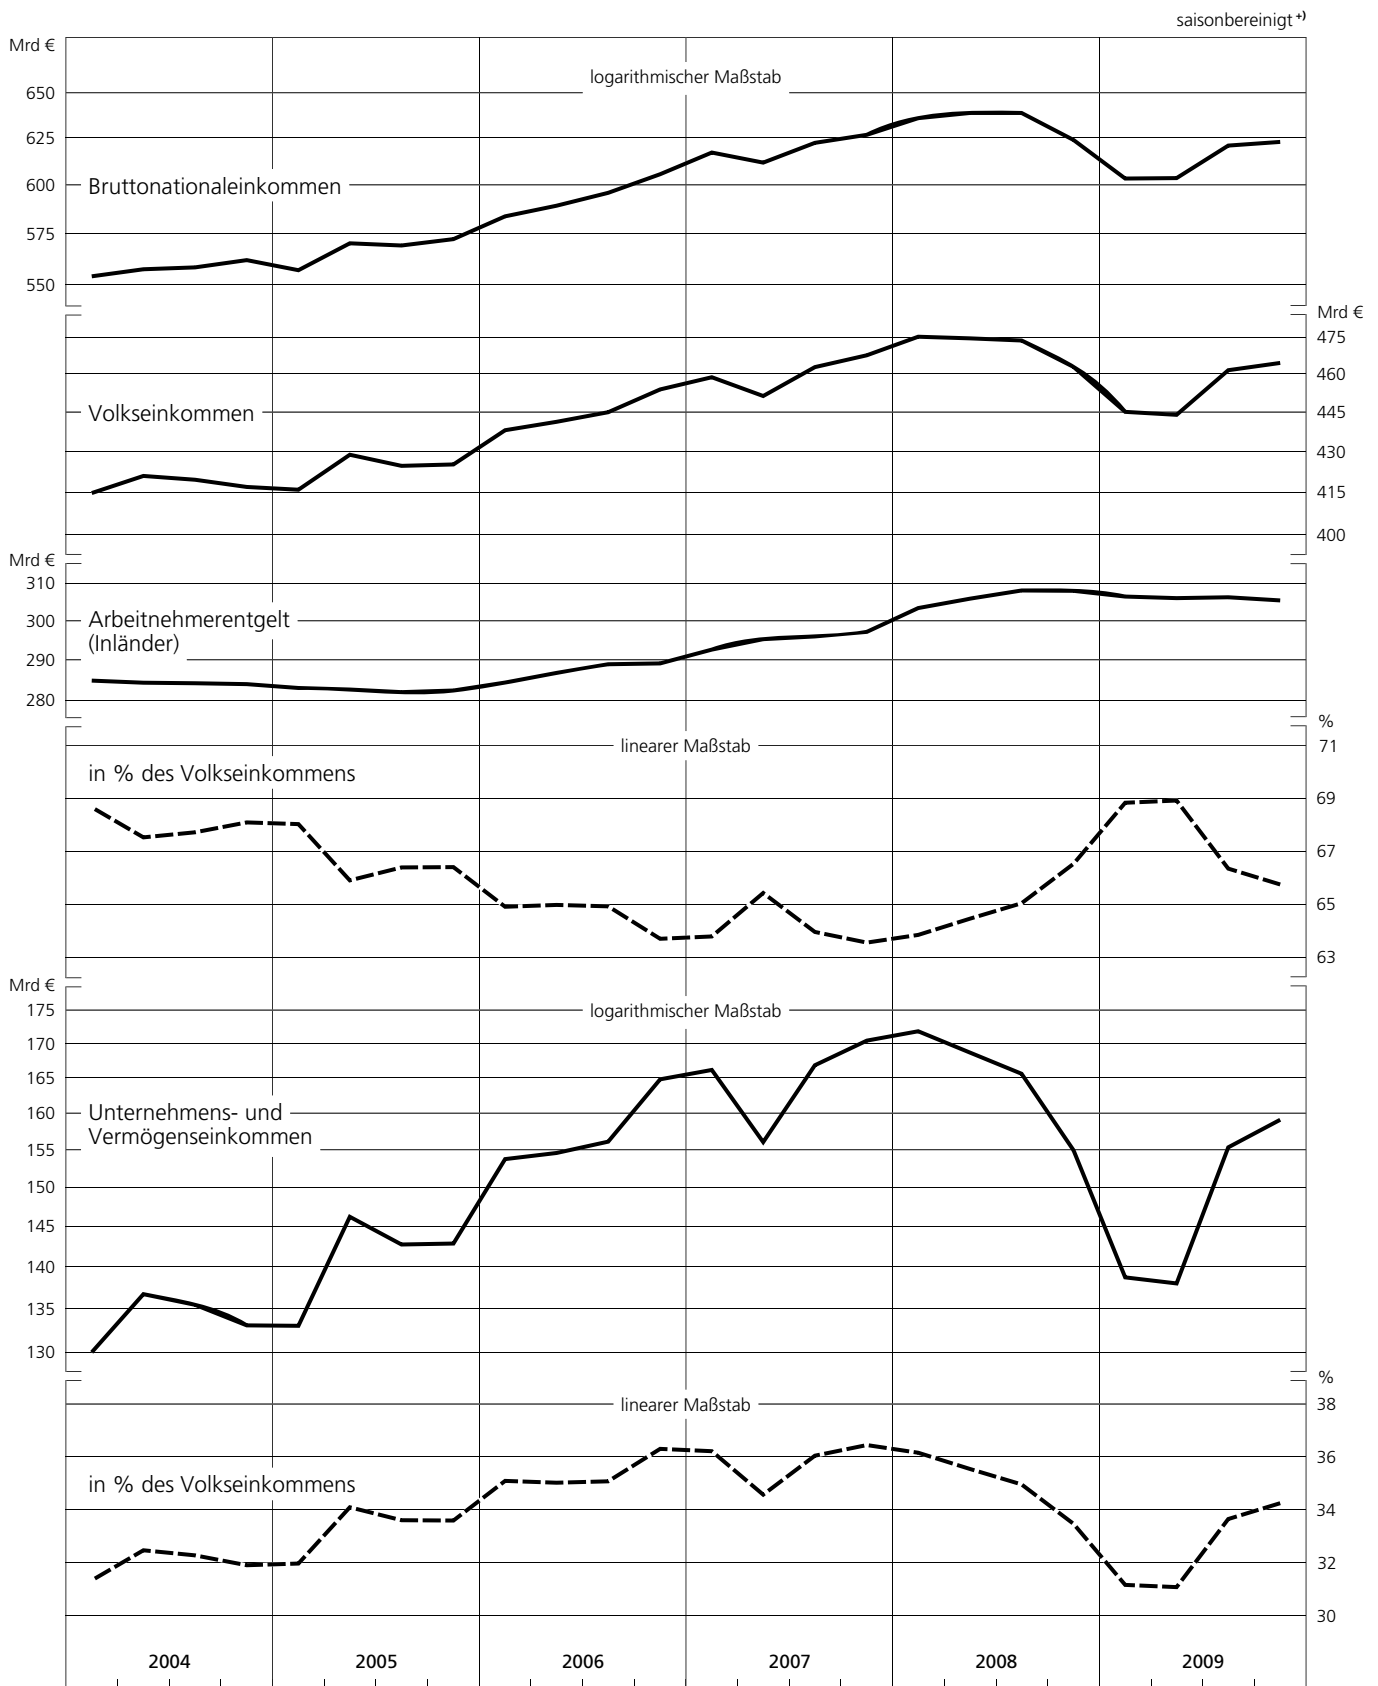 saisonbereinigt +)
Mrd €
logarithmischer Maßstab
650
625
600
575
550
Bruttonationaleinkommen
Mrd €
475
460
445
430
415
400
Volkseinkommen
Mrd €
310
300
290
280
Arbeitnehmerentgelt
(Inländer)
%
linearer Maßstab
71
69
67
65
63
in % des Volkseinkommens
Mrd €
logarithmischer Maßstab
175
170
165
160
155
150
145
140
135
130
Unternehmens- und
Vermögenseinkommen
%
linearer Maßstab
38
36
34
32
30
in % des Volkseinkommens
2004 2005 2006 2007 2008 2009